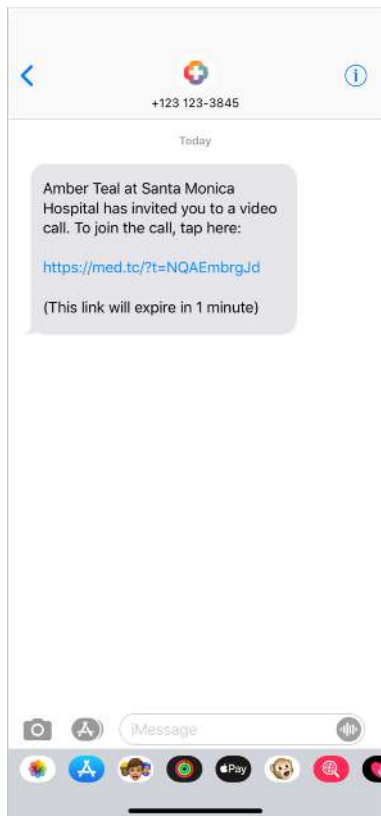 +123 123-3845
Today
Amber Teal at Santa Monica
Hospital has invited you to a video
call. To join the call, tap here:
https://med.tc/?t=NQAEmbrgJd
(This link will expire in 1 minute)
iMessage
Pay